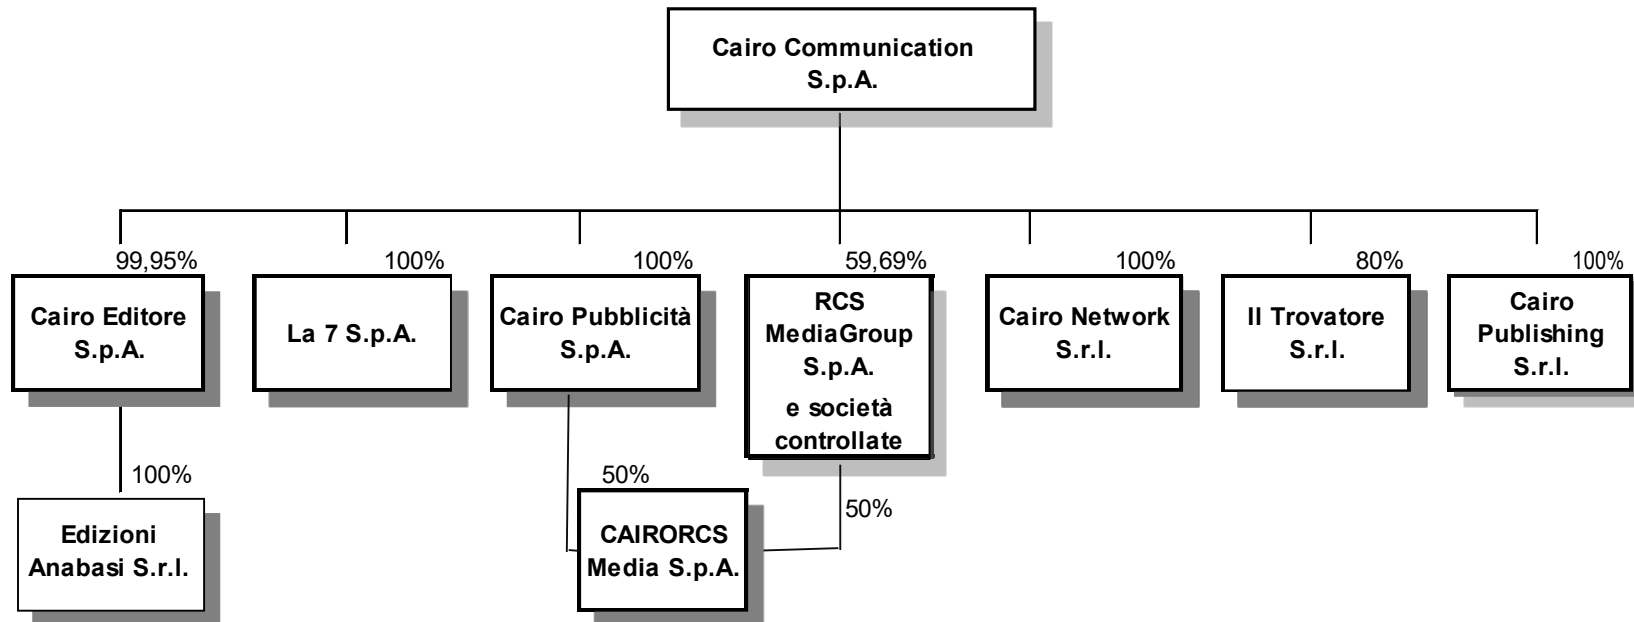 Cairo Communication
S.p.A.
99,95%
100%
100%
59,69%
100%
80%
100%
Cairo Editore
S.p.A.
La 7 S.p.A.
Cairo Pubblicità
S.p.A.
RCS
MediaGroup
S.p.A.
e società
controllate
Cairo Network
S.r.l.
Il Trovatore
S.r.l.
Cairo
Publishing
S.r.l.
100%
50%
50%
Edizioni
Anabasi S.r.l.
CAIRORCS
Media S.p.A.